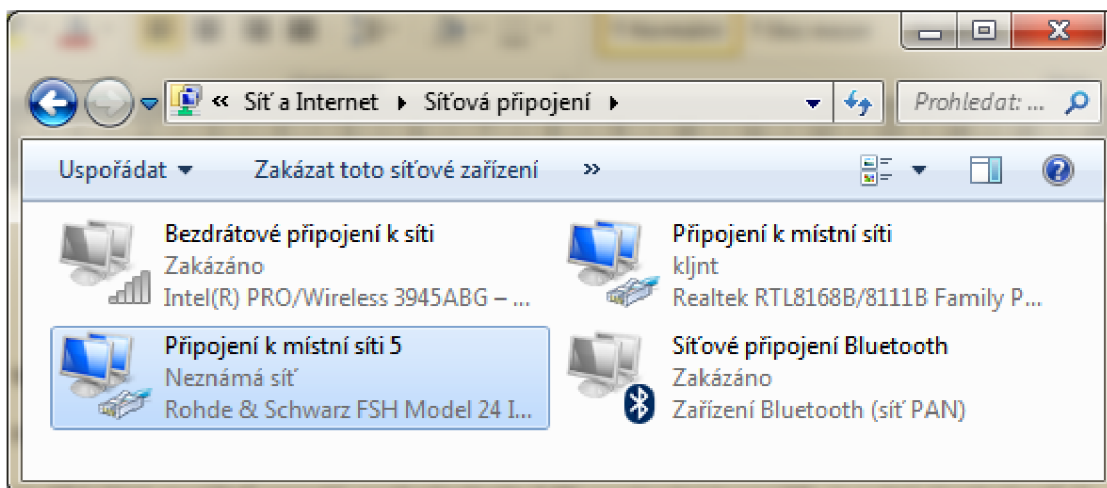 « Síť a Internet ▸ Síťová připojení ▸
Prohledat: ...
Uspořádat ▾ Zakázat toto síťové zařízení »
Bezdrátové připojení k síti
Zakázáno
Intel(R) PRO/Wireless 3945ABG – ...
Připojení k místní síti
kljnt
Realtek RTL8168B/8111B Family P...
Připojení k místní síti 5
Neznámá síť
Rohde & Schwarz FSH Model 24 I...
Síťové připojení Bluetooth
Zakázáno
Zařízení Bluetooth (síť PAN)